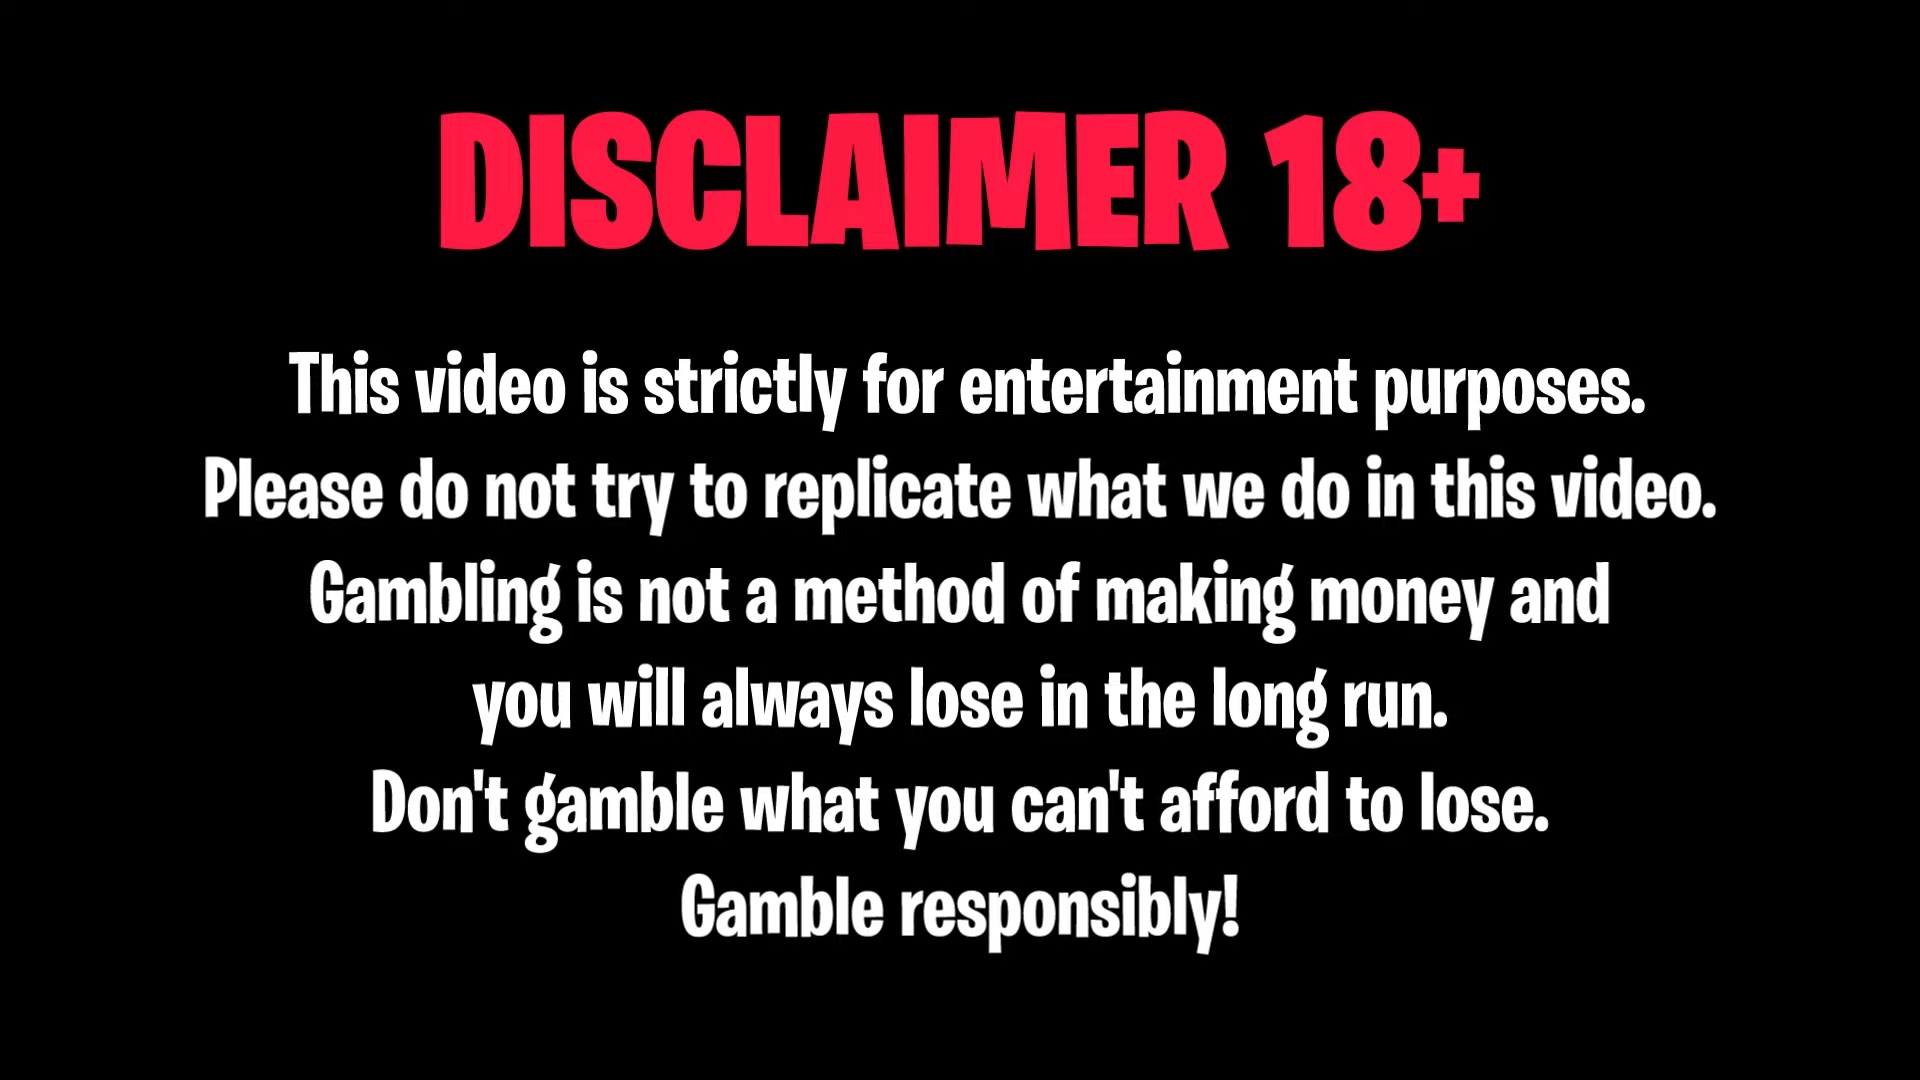 DISCLAIMER 18+
This video is strictly for entertainment purposes.
Please do not try to replicate what we do in this video.
Gambling is not a method of making money and
you will always lose in the long run.
Don't gamble what you can't afford to lose.
Gamble responsibly!